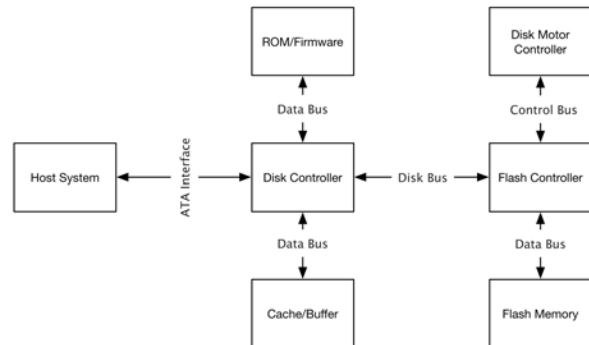 ROM/Firmware
Disk Motor
Controller
Data Bus
Control Bus
Host System
ATA Interface
Disk Controller
Disk Bus
Flash Controller
Data Bus
Data Bus
Cache/Buffer
Flash Memory